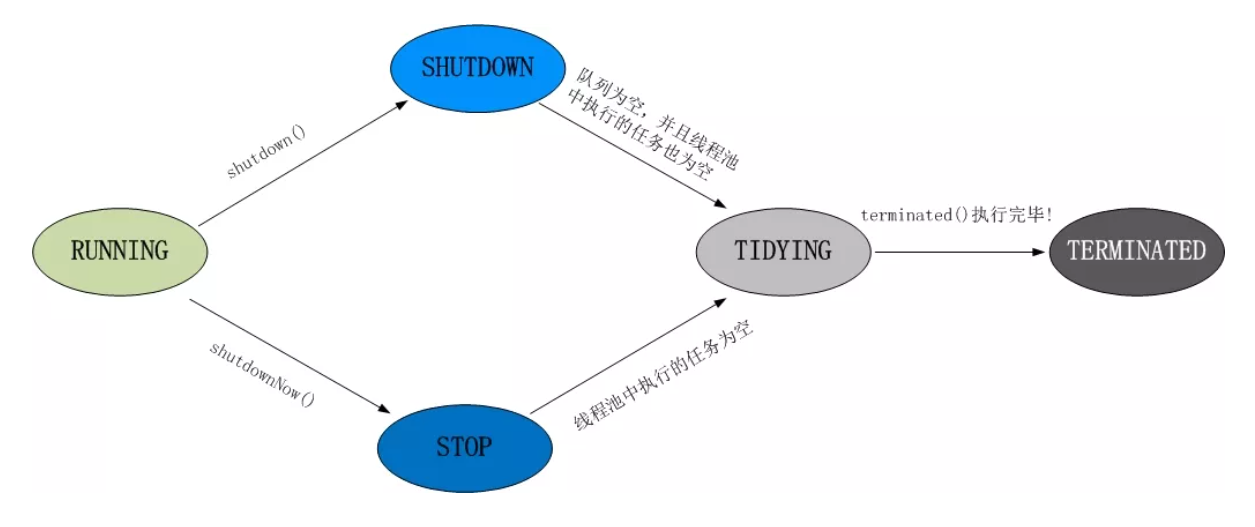 SHUTDOWN
队列为空，并且线程池
中执行的任务也为空
shutdown()
RUNNING
TIDYING
terminated()执行完毕!
TERMINATED
shutdownNow()
线程池中执行的任务为空
STOP